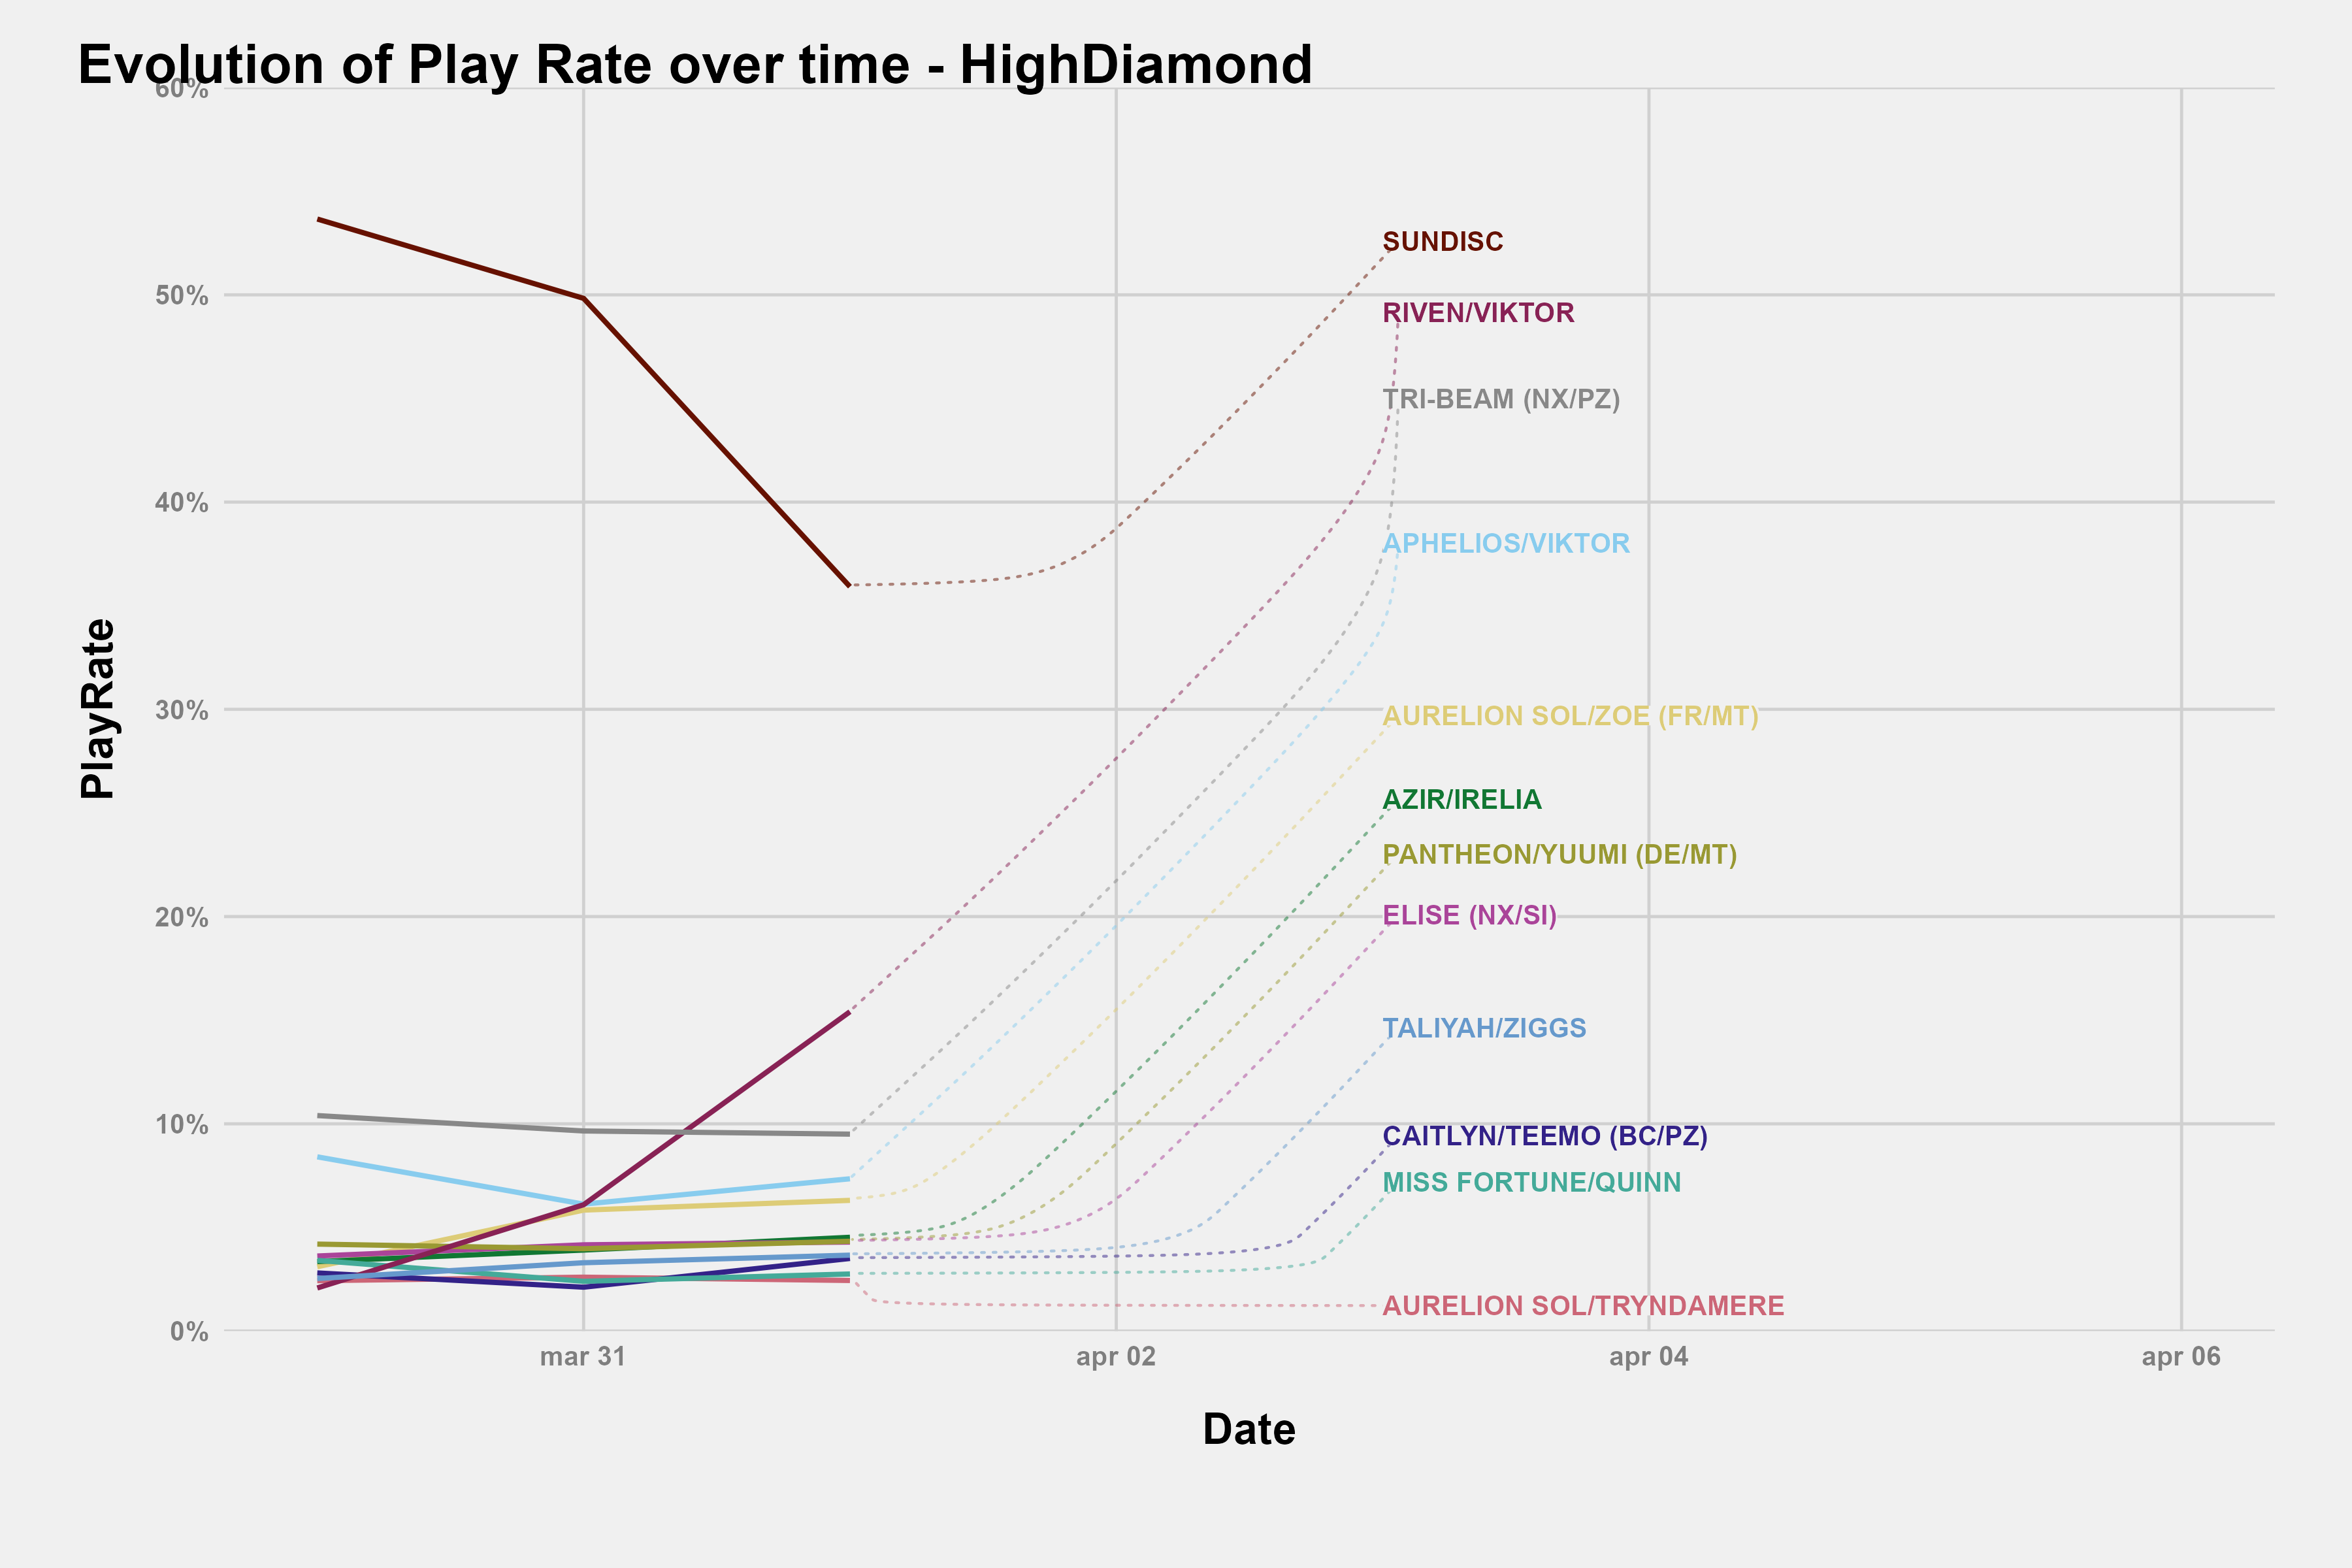 Evolution of Play Rate over time - HighDiamond
60%
50%
40%
30%
20%
10%
0%
PlayRate
SUNDISC
RIVEN/VIKTOR
TRI-BEAM (NX/PZ)
APHELIOS/VIKTOR
AURELION SOL/ZOE (FR/MT)
AZIR/IRELIA
PANTHEON/YUUMI (DE/MT)
ELISE (NX/SI)
TALIYAH/ZIGGS
CAITLYN/TEEMO (BC/PZ)
MISS FORTUNE/QUINN
AURELION SOL/TRYNDAMERE
mar 31
apr 02
apr 04
apr 06
Date